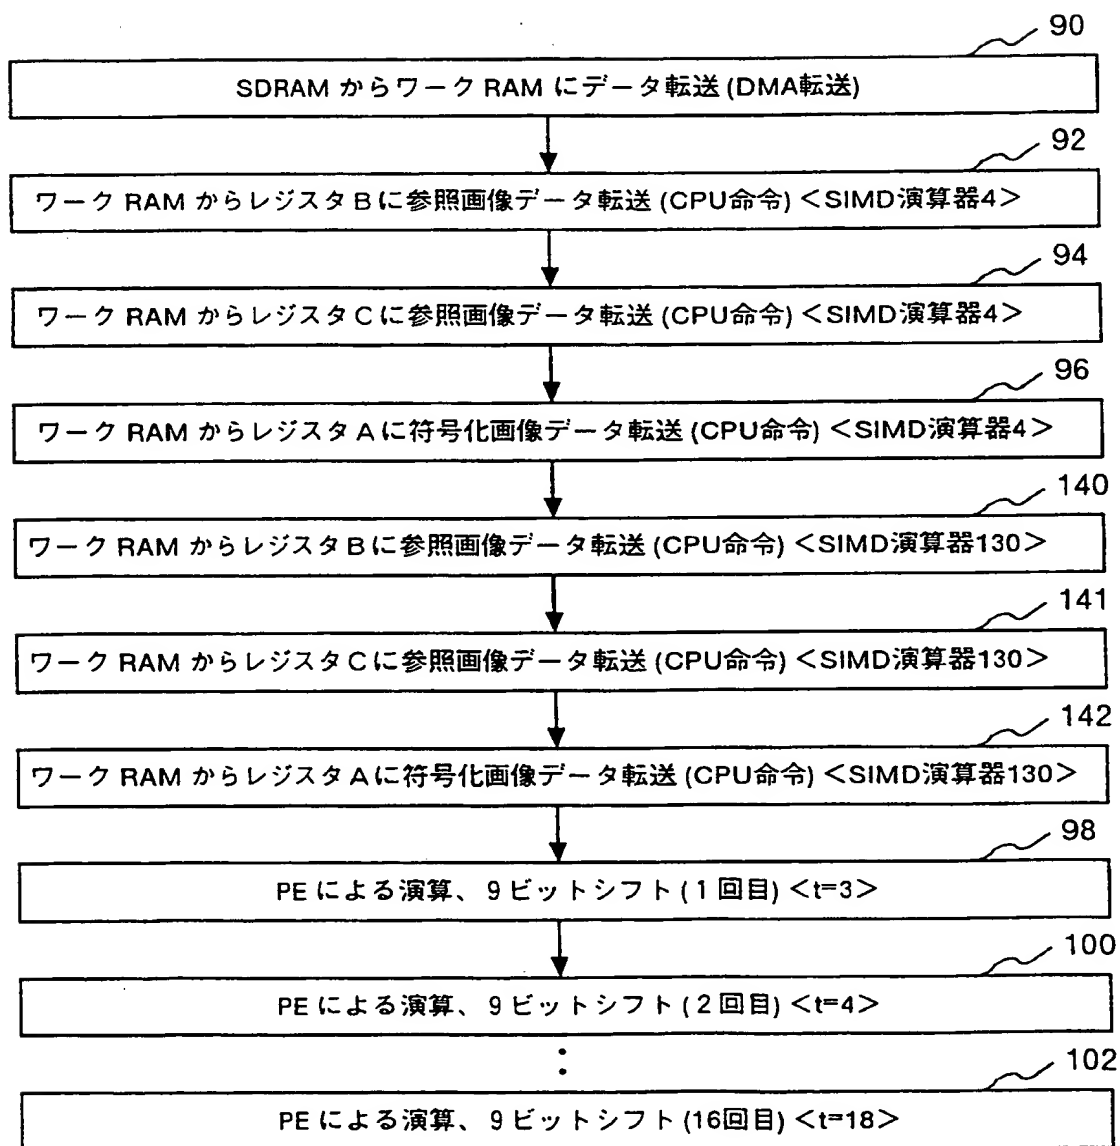 90
SDRAM からワーク RAM にデータ転送 (DMA転送)
92
ワーク RAM からレジスタ B に参照画像データ転送 (CPU命令) <SIMD演算器4>
94
ワーク RAM からレジスタ C に参照画像データ転送 (CPU命令) <SIMD演算器4>
96
ワーク RAM からレジスタ A に符号化画像データ転送 (CPU命令) <SIMD演算器4>
140
ワーク RAM からレジスタ B に参照画像データ転送 (CPU命令) <SIMD演算器130>
141
ワーク RAM からレジスタ C に参照画像データ転送 (CPU命令) <SIMD演算器130>
142
ワーク RAM からレジスタ A に符号化画像データ転送 (CPU命令) <SIMD演算器130>
98
PE による演算、9 ビットシフト (1 回目) <t=3>
100
PE による演算、9 ビットシフト (2 回目) <t=4>
:
102
PE による演算、9 ビットシフト (16回目) <t=18>